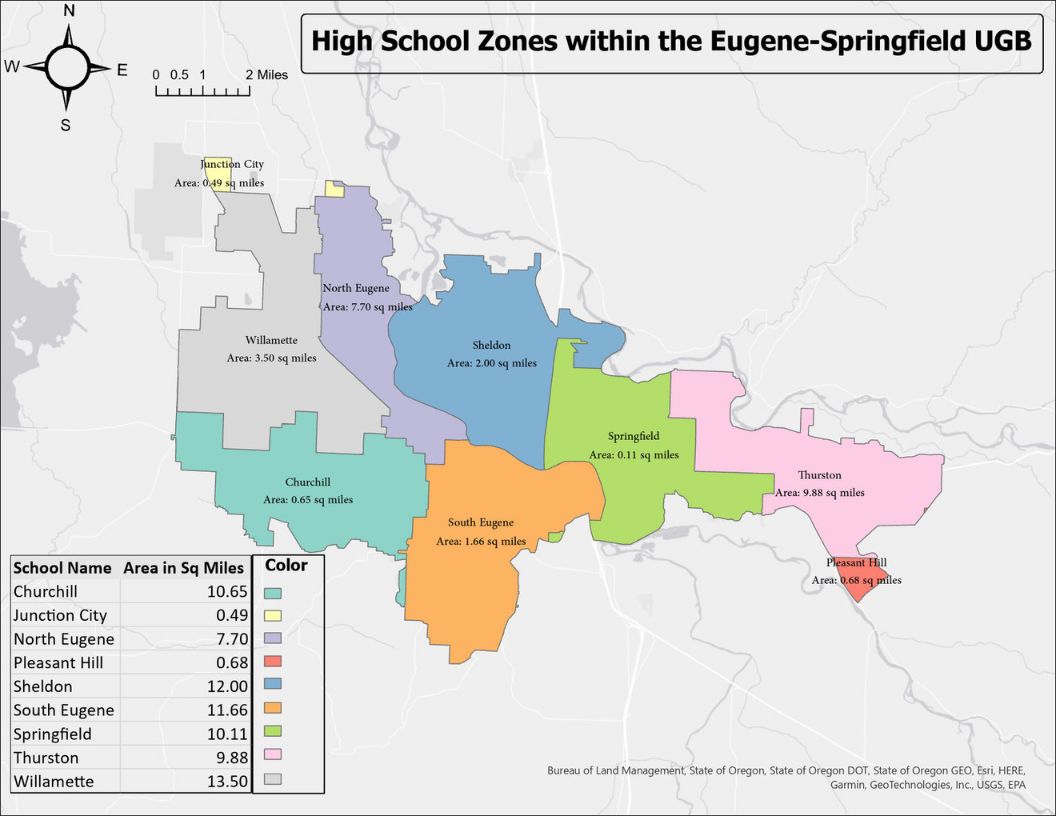 High School Zones within the Eugene-Springfield UGB
N
W E
S
0 0.5 1 2 Miles
Junction City
Area: 0.49 sq miles
North Eugene
Area: 7.70 sq miles
Willamette
Area: 3.50 sq miles
Sheldon
Area: 2.00 sq miles
Springfield
Area: 0.11 sq miles
Churchill
Area: 0.65 sq miles
Thurston
Area: 9.88 sq miles
South Eugene
Area: 1.66 sq miles
Pleasant Hill
Area: 0.68 sq miles
School Name Area in Sq Miles Color
Churchill 10.65
Junction City 0.49
North Eugene 7.70
Pleasant Hill 0.68
Sheldon 12.00
South Eugene 11.66
Springfield 10.11
Thurston 9.88
Willamette 13.50
Bureau of Land Management, State of Oregon, State of Oregon DOT, State of Oregon GEO, Esri, HERE,
Garmin, GeoTechnologies, Inc., USGS, EPA